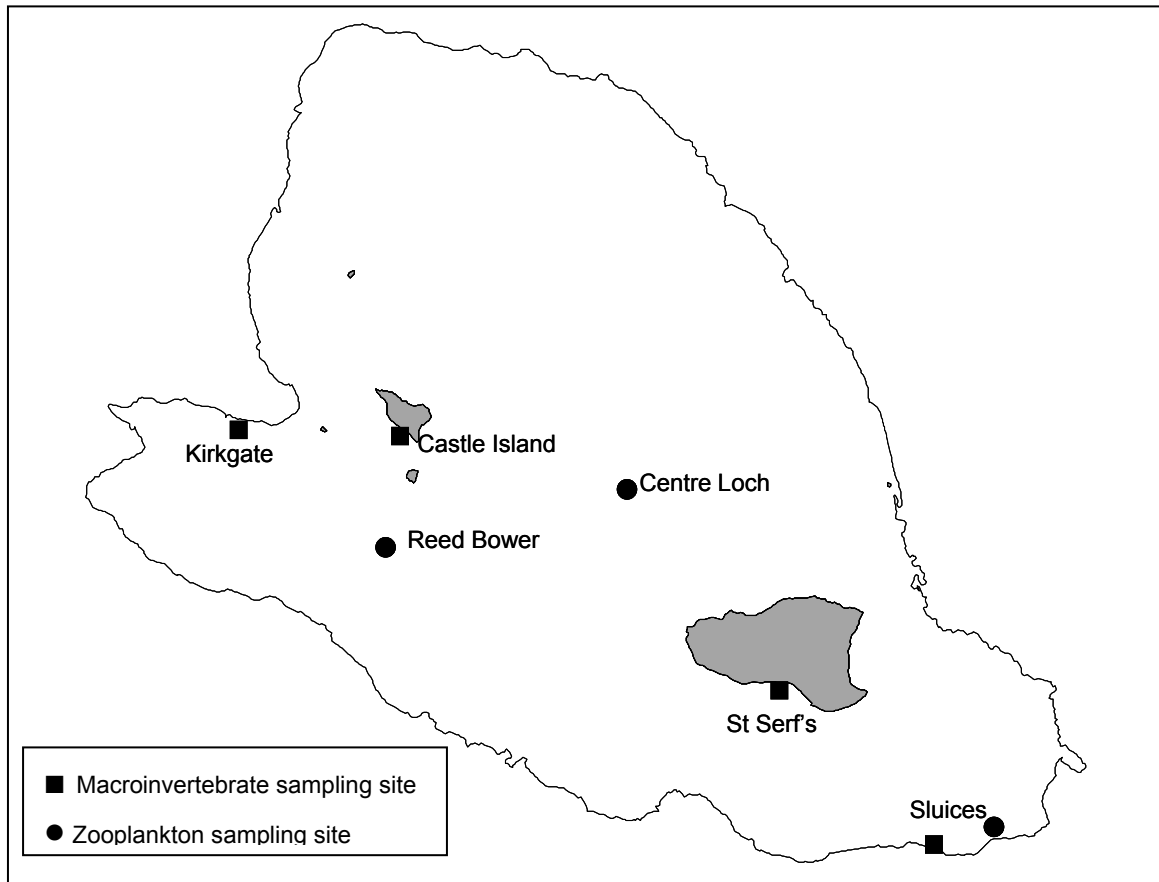 Kirkgate
Castle Island
Centre Loch
Reed Bower
St Serf's
Sluices
Macroinvertebrate sampling site
Zooplankton sampling site